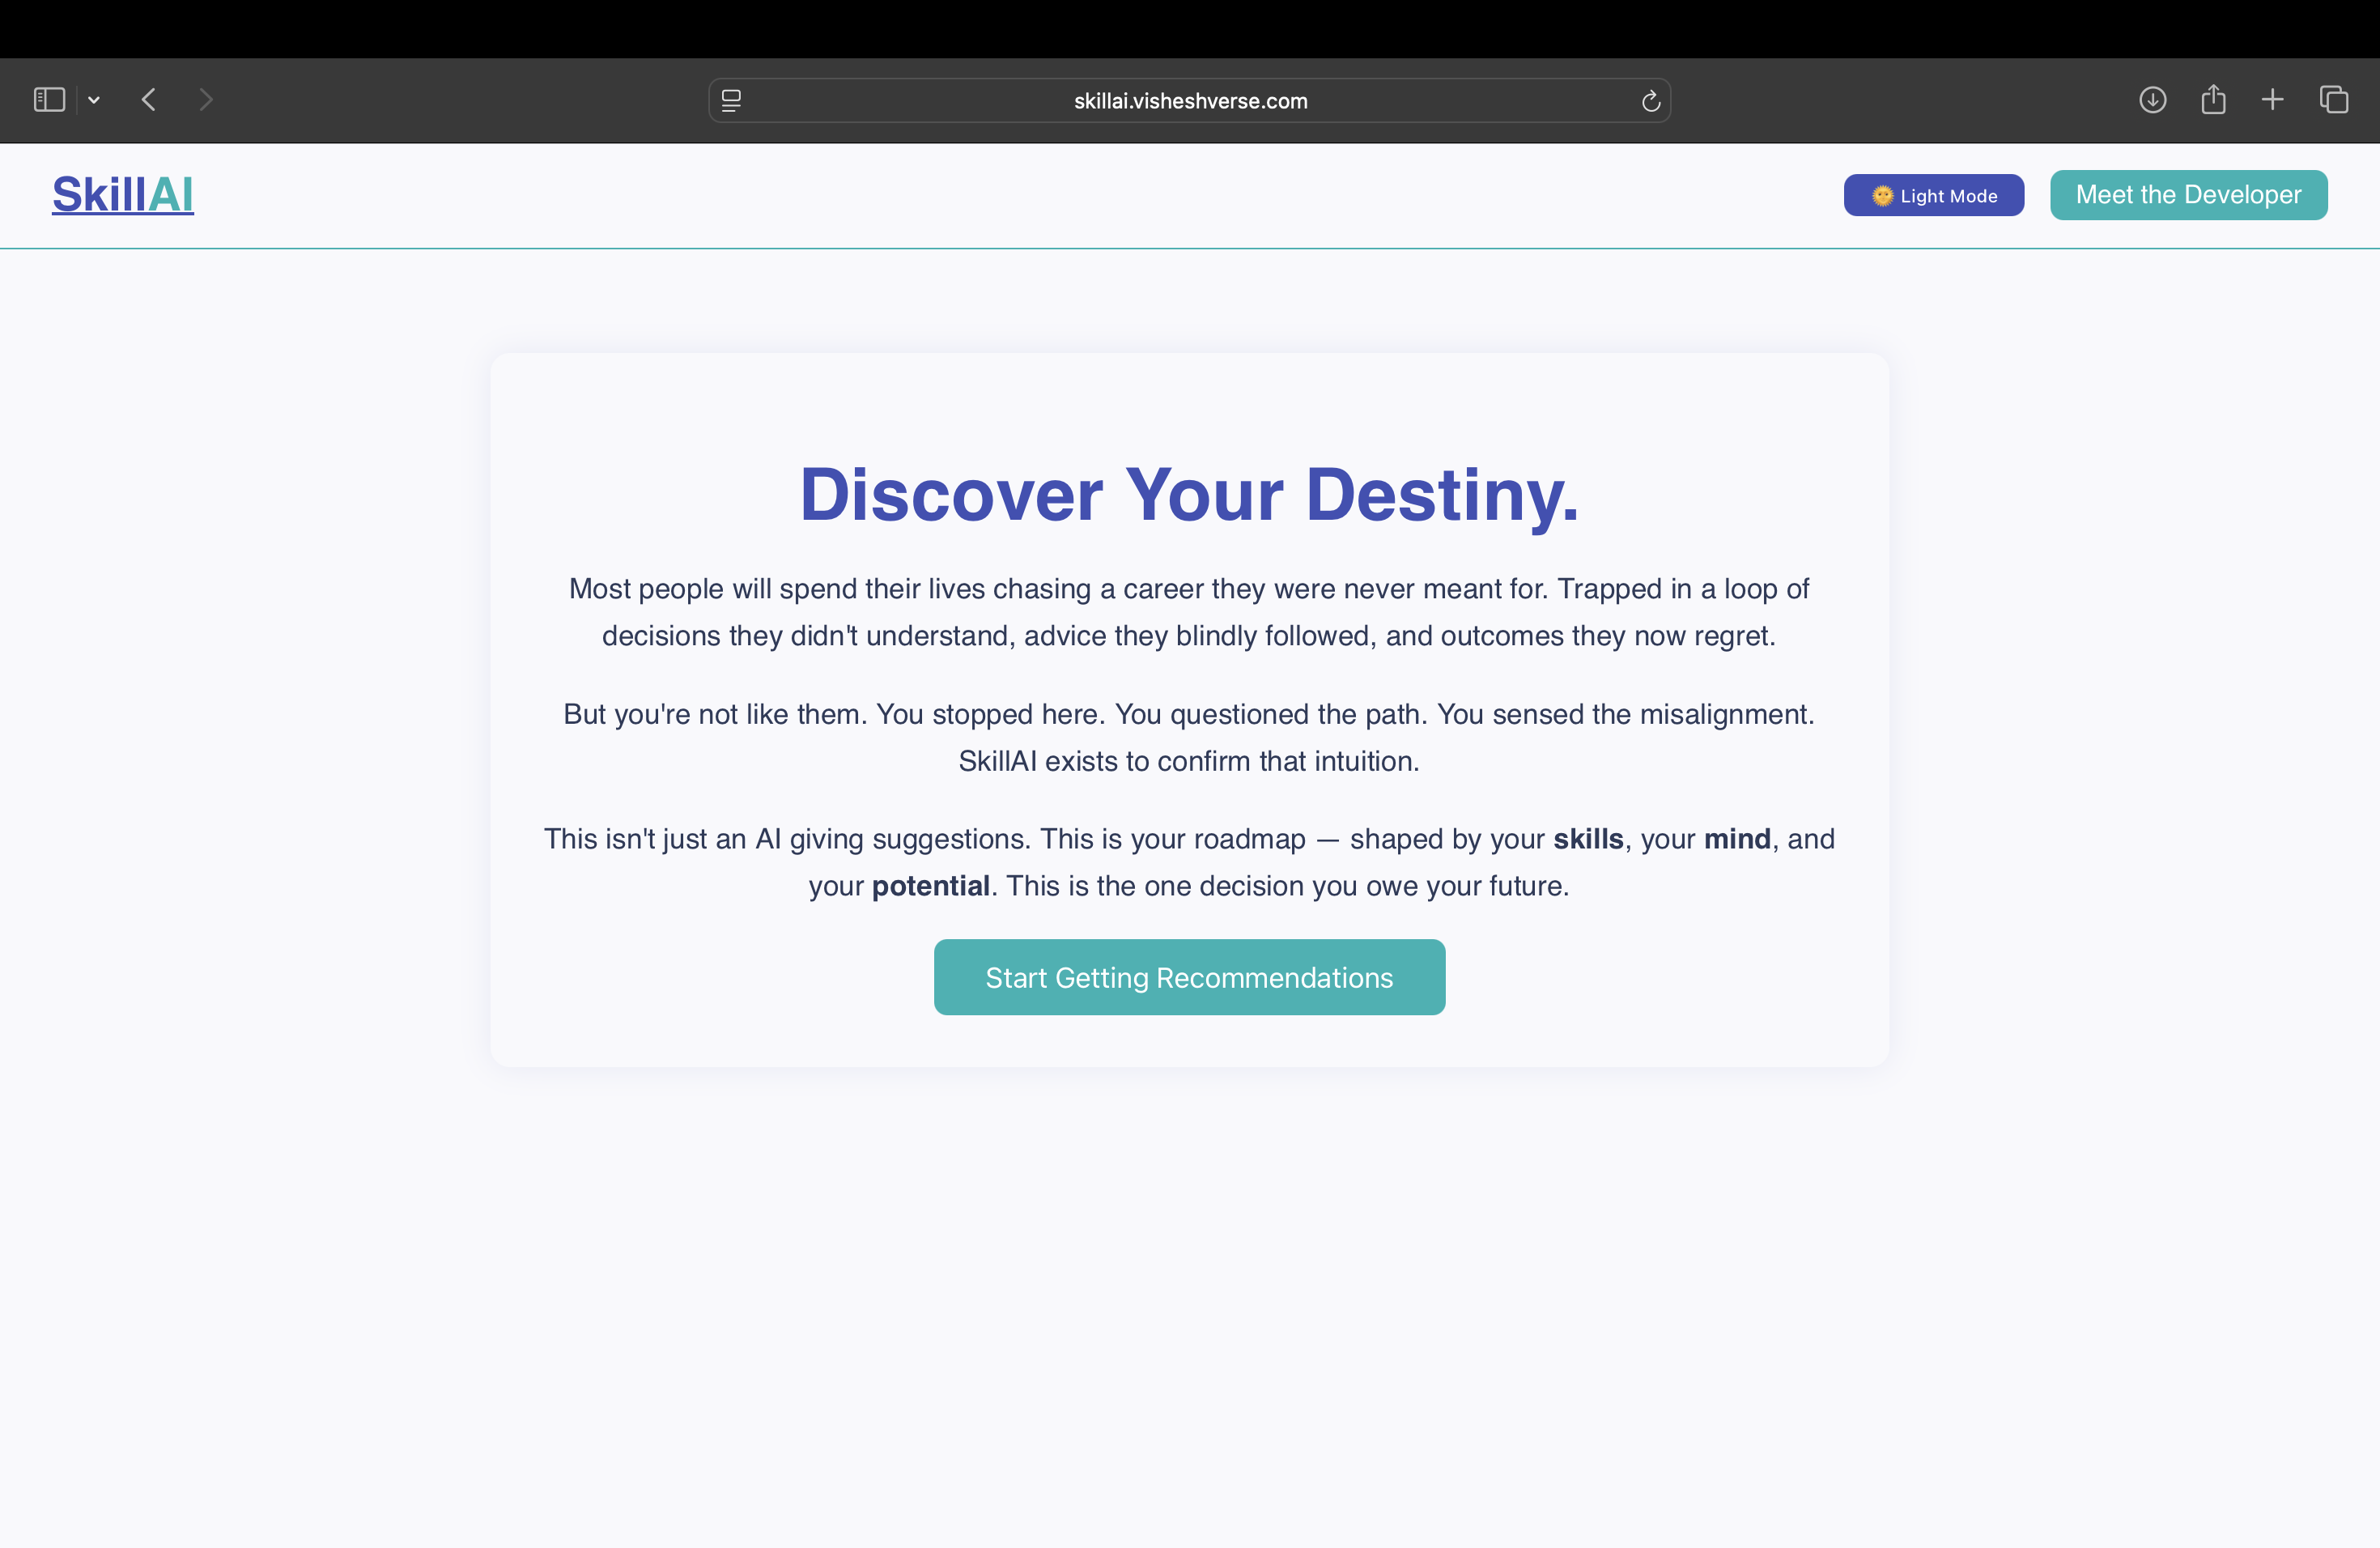 skillai.visheshverse.com
SkillAI
🌞 Light Mode
Meet the Developer
Discover Your Destiny.
Most people will spend their lives chasing a career they were never meant for. Trapped in a loop of
decisions they didn't understand, advice they blindly followed, and outcomes they now regret.
But you're not like them. You stopped here. You questioned the path. You sensed the misalignment.
SkillAI exists to confirm that intuition.
This isn't just an AI giving suggestions. This is your roadmap — shaped by your skills, your mind, and
your potential. This is the one decision you owe your future.
Start Getting Recommendations